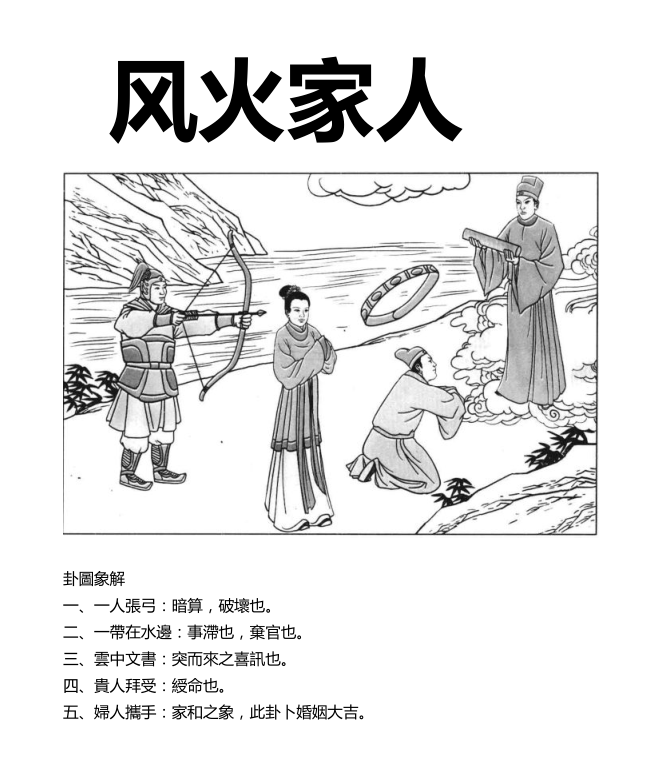 风火家人
卦圖象解
一、一人張弓：暗算，破壞也。
二、一帶在水邊：事滯也，棄官也。
三、雲中文書：突而來之喜訊也。
四、貴人拜受：綬命也。
五、婦人攜手：家和之象，此卦卜婚姻大吉。